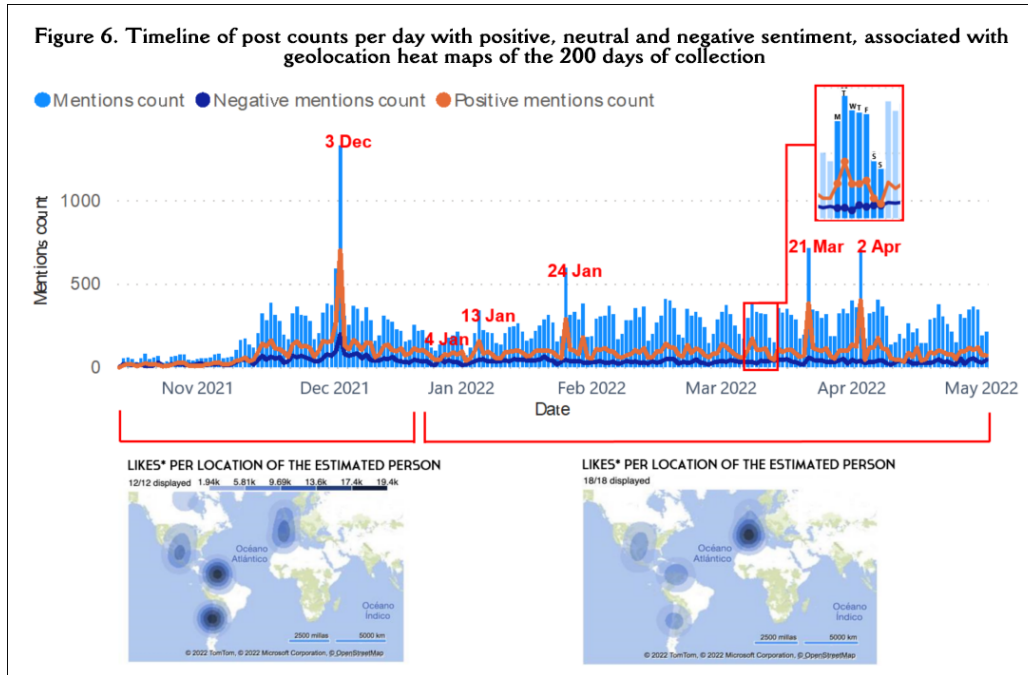 Figure 6. Timeline of post counts per day with positive, neutral and negative sentiment, associated with
geolocation heat maps of the 200 days of collection
Mentions count Negative mentions count Positive mentions count
M T W T F S S
3 Dec
1000
21 Mar 2 Apr
24 Jan
500
13 Jan
4 Jan
0
Mentions count
Nov 2021 Dec 2021 Jan 2022 Feb 2022 Mar 2022 Apr 2022 May 2022
Date
LIKES* PER LOCATION OF THE ESTIMATED PERSON
12/12 displayed 1.94k 5.81k 9.69k 13.6k 17.4k 19.4k
Océano
Atlántico
Océano
Índico
2500 millas 5000 km
© 2022 TomTom, © 2022 Microsoft Corporation, © OpenStreetMap
LIKES* PER LOCATION OF THE ESTIMATED PERSON
18/18 displayed
Océano
Atlántico
Océano
Índico
2500 millas 5000 km
© 2022 TomTom, © 2022 Microsoft Corporation, © OpenStreetMap